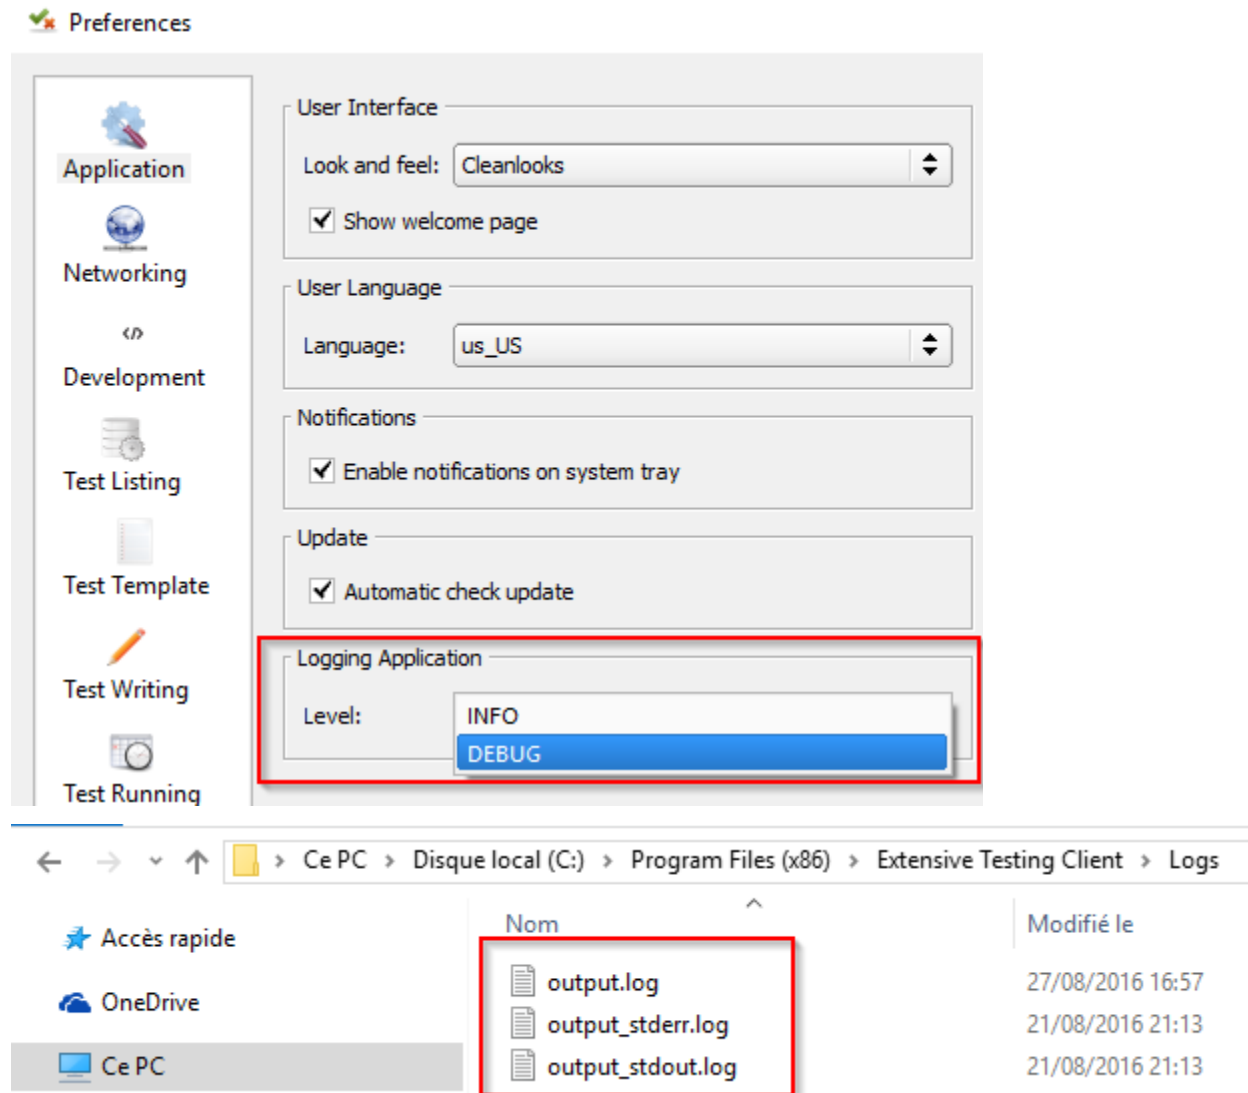 Preferences
Application
Networking
Development
Test Listing
Test Template
Test Writing
Test Running
User Interface
Look and feel: Cleanlooks
Show welcome page
User Language
Language: us_US
Notifications
Enable notifications on system tray
Update
Automatic check update
Logging Application
Level: INFO
DEBUG
Ce PC > Disque local (C:) > Program Files (x86) > Extensive Testing Client > Logs
Accès rapide
OneDrive
Ce PC
Nom Modifié le
output.log 27/08/2016 16:57
output_stderr.log 21/08/2016 21:13
output_stdout.log 21/08/2016 21:13